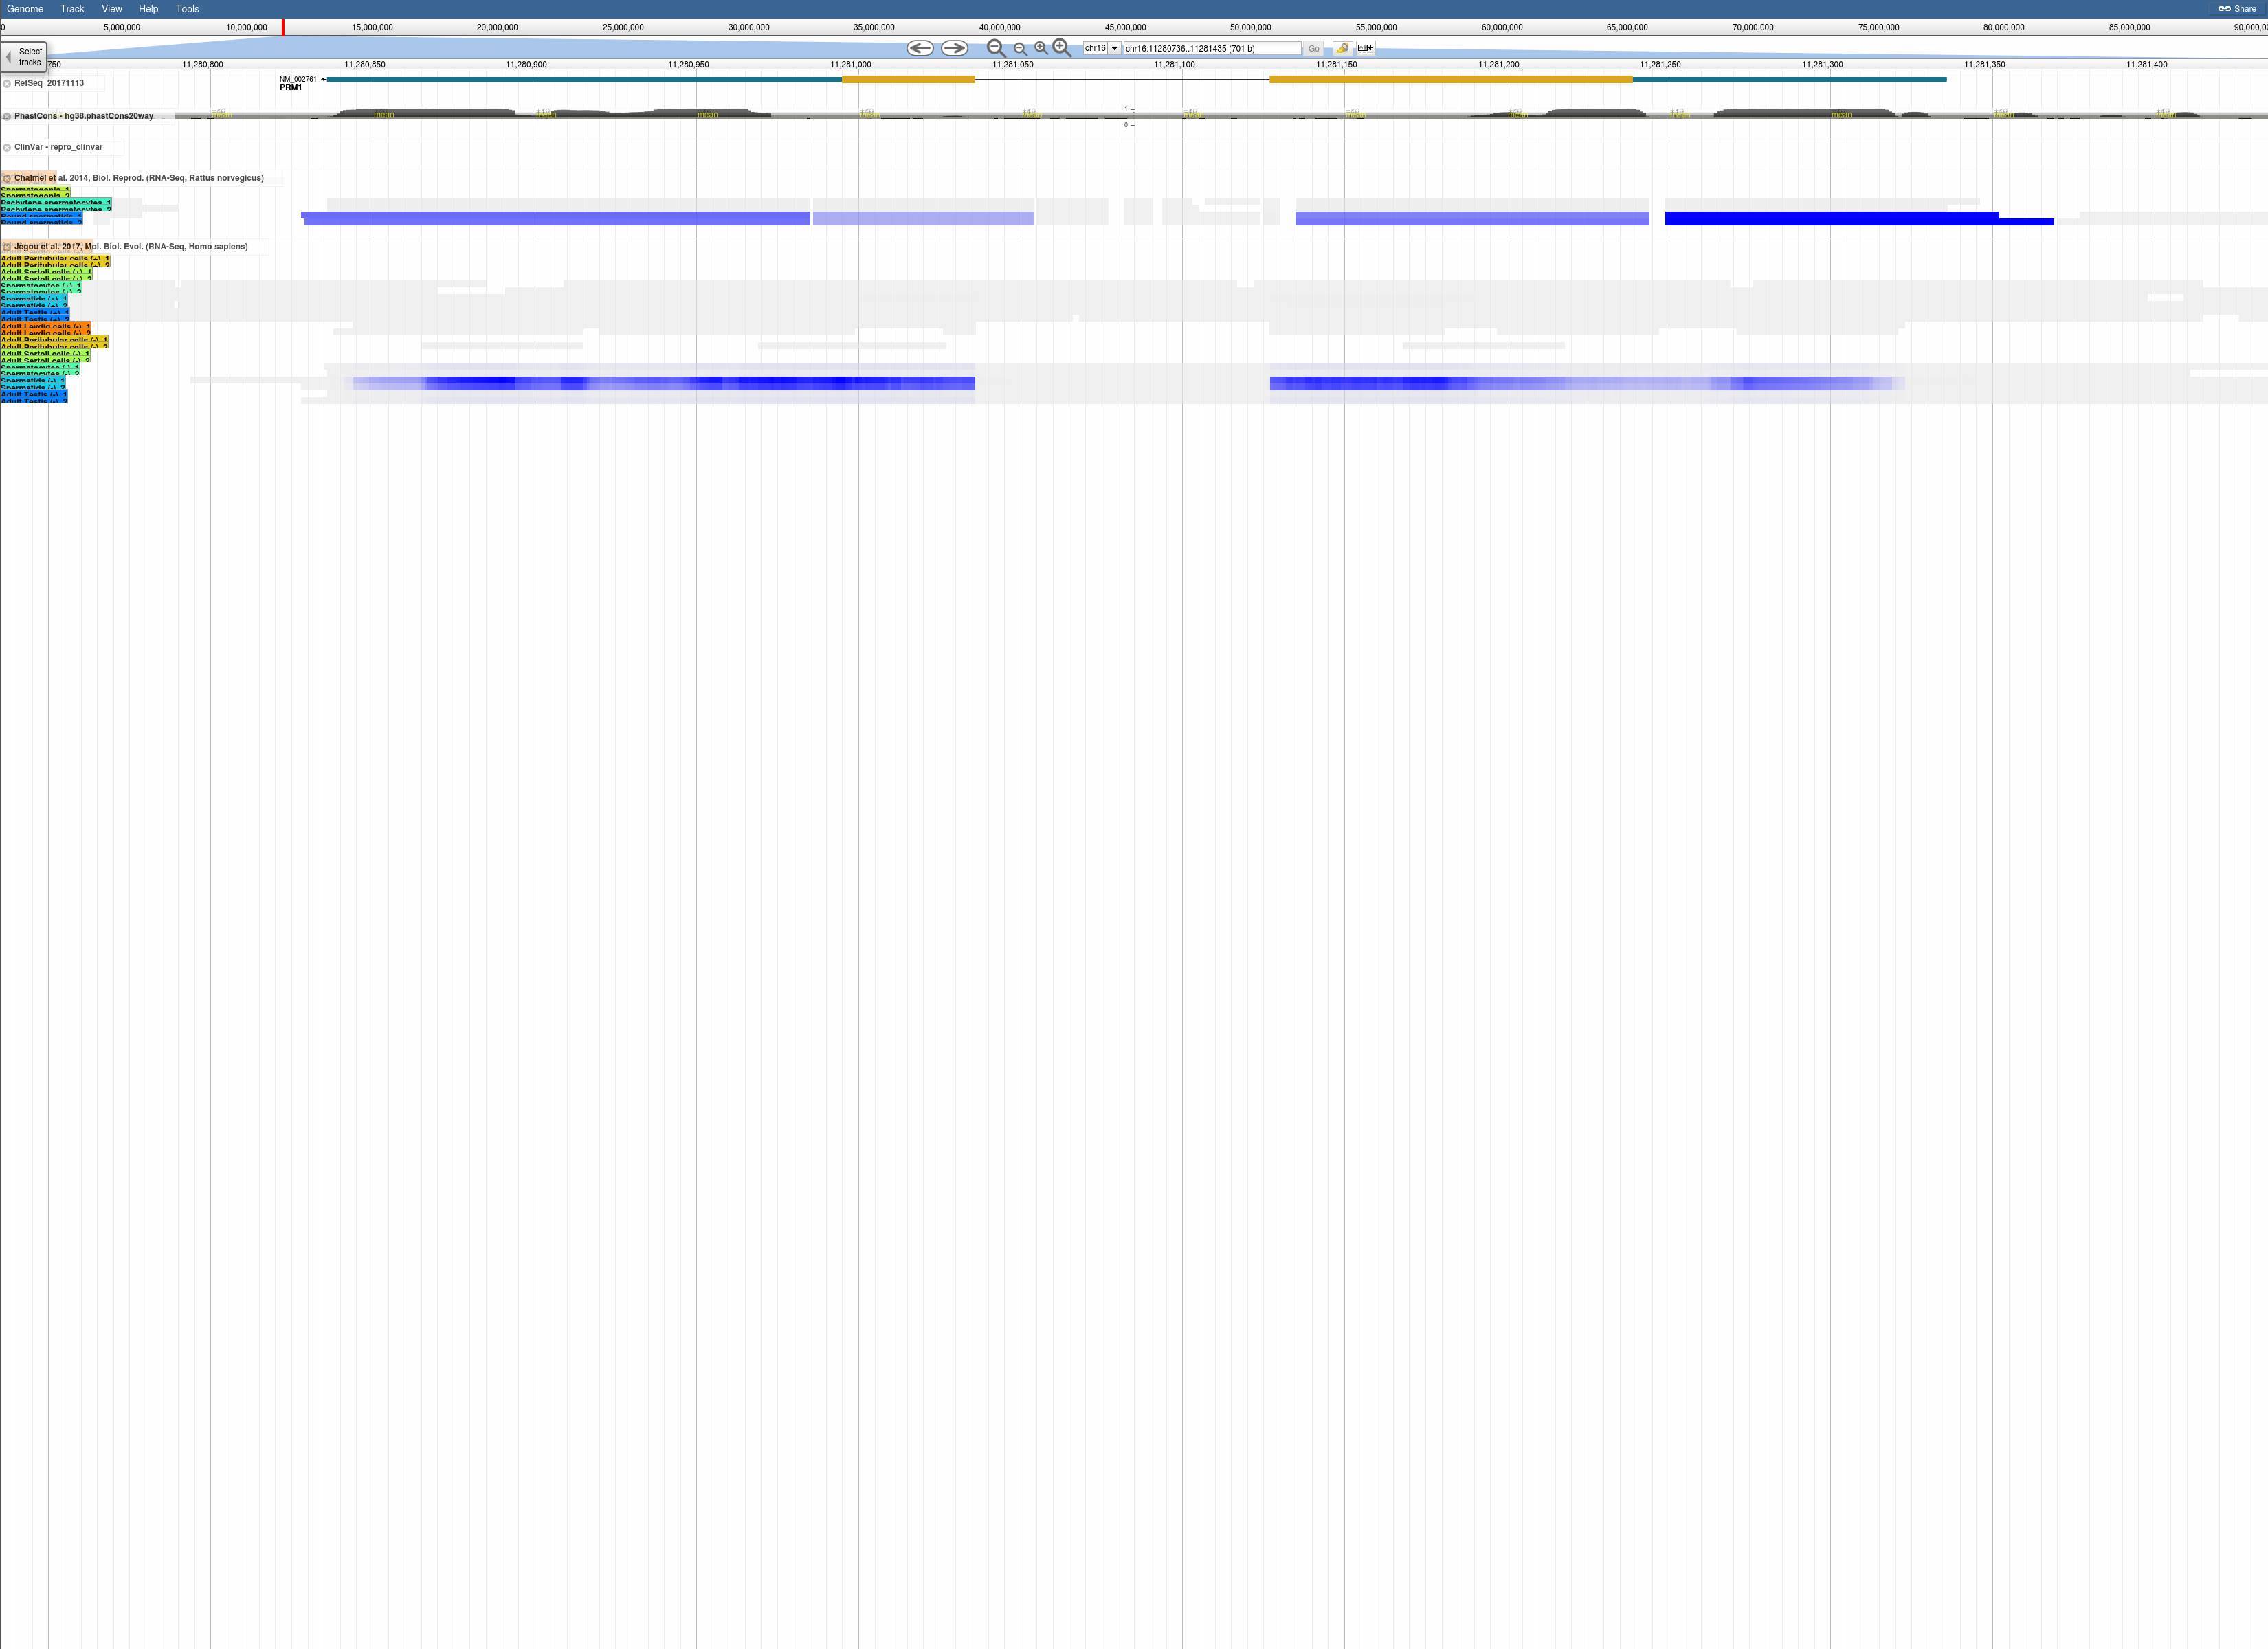 Genome Track View Help Tools Share
0 5,000,000 10,000,000 15,000,000 20,000,000 25,000,000 30,000,000 35,000,000 40,000,000 45,000,000 50,000,000 55,000,000 60,000,000 65,000,000 70,000,000 75,000,000 80,000,000 85,000,000 90,000,0
Select
tracks
chr16 chr16:11280736..11281435 (701 b) Go
750 11,280,800 11,280,850 11,280,900 11,280,950 11,281,000 11,281,050 11,281,100 11,281,150 11,281,200 11,281,250 11,281,300 11,281,350 11,281,400
RefSeq_20171113
NM_002761
PRM1
PhastCons - hg38.phastCons20way
mean mean mean mean mean mean mean mean mean mean mean mean mean
1
0
ClinVar - repro_clinvar
Chalmel et al. 2014, Biol. Reprod. (RNA-Seq, Rattus norvegicus)
Spermatogonia_1
Spermatogonia_2
Pachytene spermatocytes_1
Pachytene spermatocytes_2
Round spermatids_1
Round spermatids_2
Jégou et al. 2017, Mol. Biol. Evol. (RNA-Seq, Homo sapiens)
Adult Peritubular cells (+)_1
Adult Peritubular cells (+)_2
Adult Sertoli cells (+)_1
Adult Sertoli cells (+)_2
Spermatocytes (+)_1
Spermatocytes (+)_2
Spermatids (+)_1
Spermatids (+)_2
Adult Testis (+)_1
Adult Testis (+)_2
Adult Leydig cells (-)_1
Adult Leydig cells (-)_2
Adult Peritubular cells (-)_1
Adult Peritubular cells (-)_2
Adult Sertoli cells (-)_1
Adult Sertoli cells (-)_2
Spermatocytes (-)_1
Spermatocytes (-)_2
Spermatids (-)_1
Spermatids (-)_2
Adult Testis (-)_1
Adult Testis (-)_2